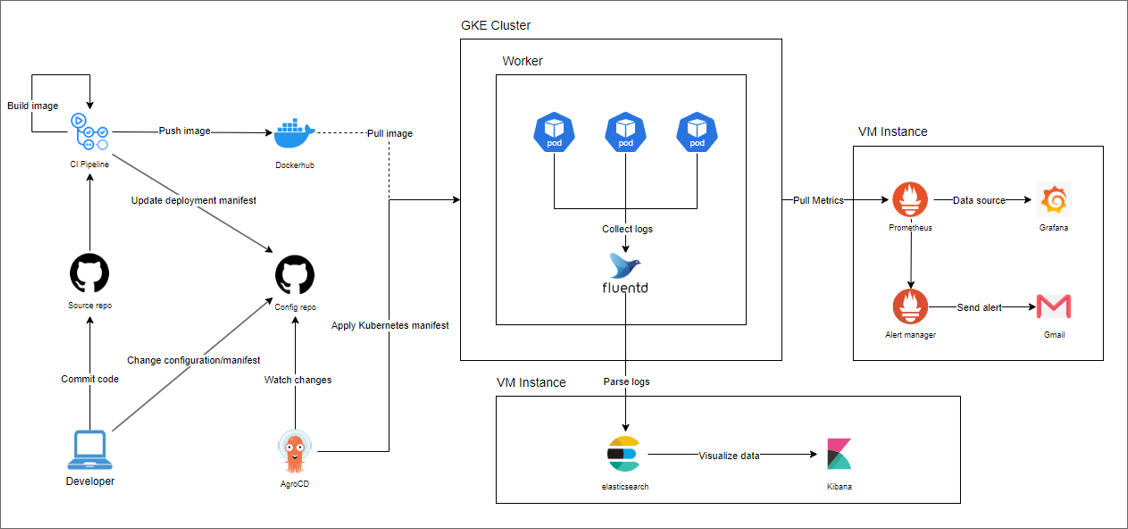 GKE Cluster
Worker
Build image
Push image
Pull image
pod
pod
pod
VM Instance
CI Pipeline
Dockerhub
Update deployment manifest
Pull Metrics
Data source
Prometheus
Grafana
Collect logs
fluentd
Source repo
Config repo
Apply Kubernetes manifest
Send alert
Alert manager
Gmail
Change configuration/manifest
Commit code
Watch changes
VM Instance
Parse logs
Visualize data
Developer
AgroCD
elasticsearch
Kibana